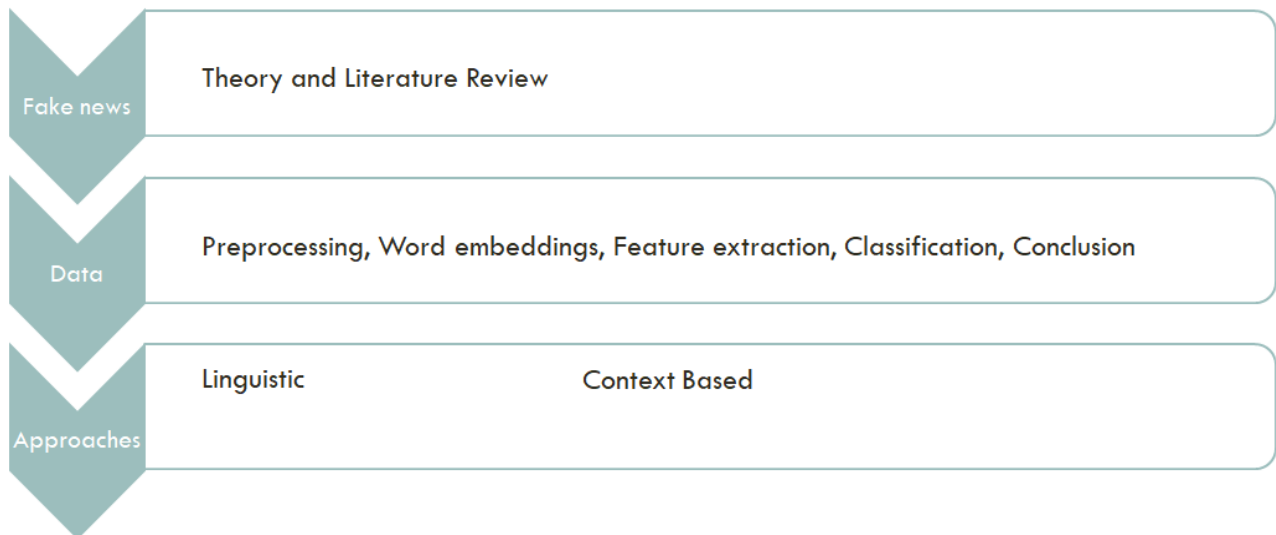 Fake news
Theory and Literature Review
Data
Preprocessing, Word embeddings, Feature extraction, Classification, Conclusion
Approaches
Linguistic
Context Based